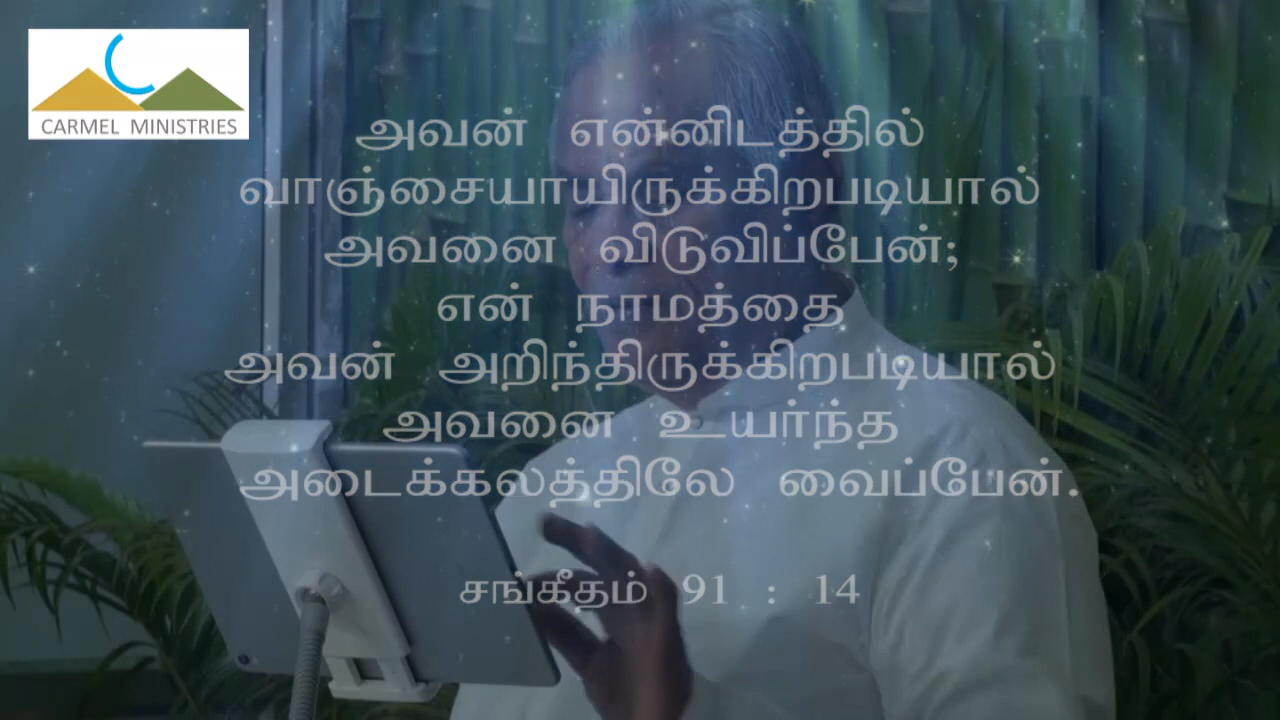 CARMEL MINISTRIES
அவன் என்னிடத்தில்
வாஞ்சையாயிருக்கிறபடியால்
அவனை விடுவிப்பேன்;
என் நாமத்தை
அவன் அறிந்திருக்கிறபடியால்
அவனை உயர்ந்த
அடைக்கலத்திலே வைப்பேன்.
சங்கீதம் 91 : 14